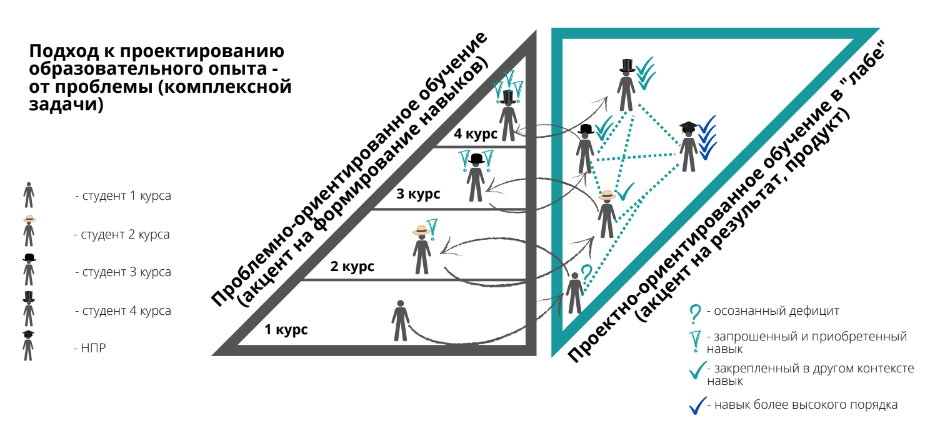 Подход к проектированию
образовательного опыта -
от проблемы (комплексной
задачи)
- студент 1 курса
- студент 2 курса
- студент 3 курса
- студент 4 курса
- НПР
Проблемно-ориентированное обучение
(акцент на формирование навыков)
4 курс
3 курс
2 курс
1 курс
Проектно-ориентированное обучение в "лабе"
(акцент на результат, продукт)
- осознанный дефицит
- запрошенный и приобретенный
навык
- закрепленный в другом контексте
навык
- навык более высокого порядка